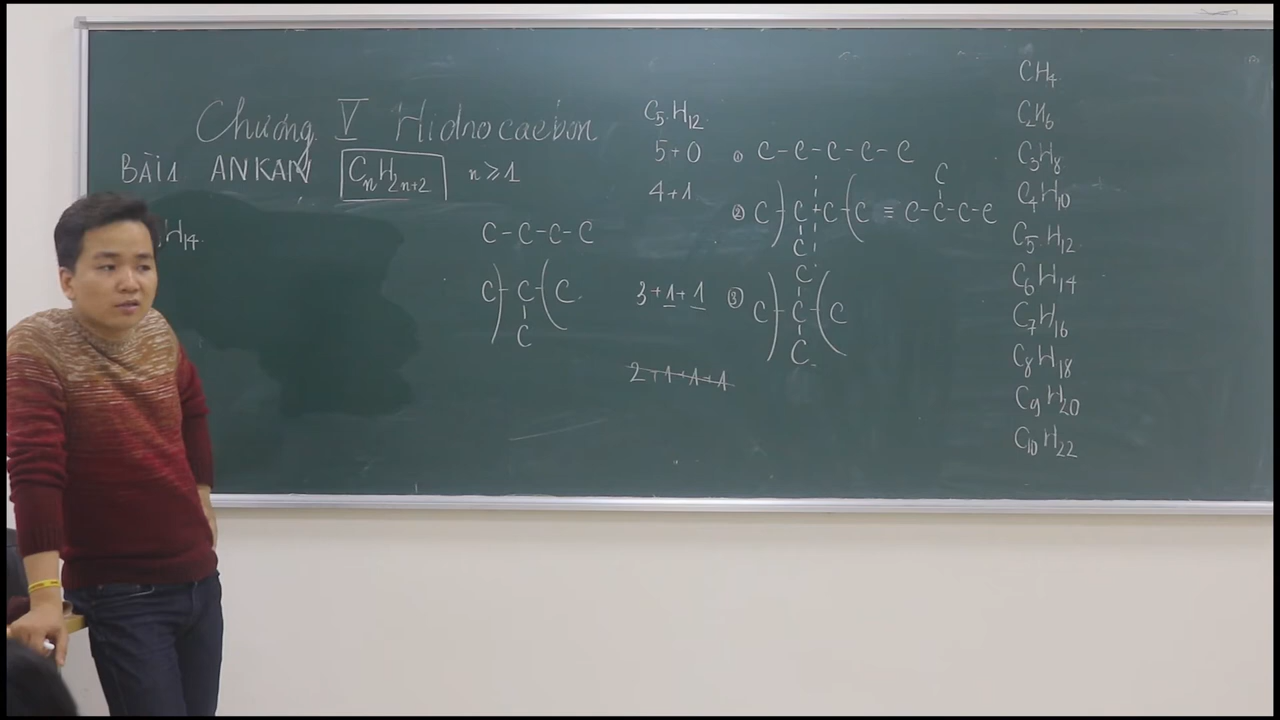 Chương V Hidrocacbon
BÀI 1 ANKAN CnH2n+2 n ≥ 1
H14
C-C-C-C
C-C-C
C
C5H12
5+0
① C-C-C-C-C
4+1
② C-C-C-C ≡ C-C-C-C
C
C
3+1+1
③ C-C-C
C
C
2+1+1+1
CH4
C2H6
C3H8
C4H10
C5H12
C6H14
C7H16
C8H18
C9H20
C10H22